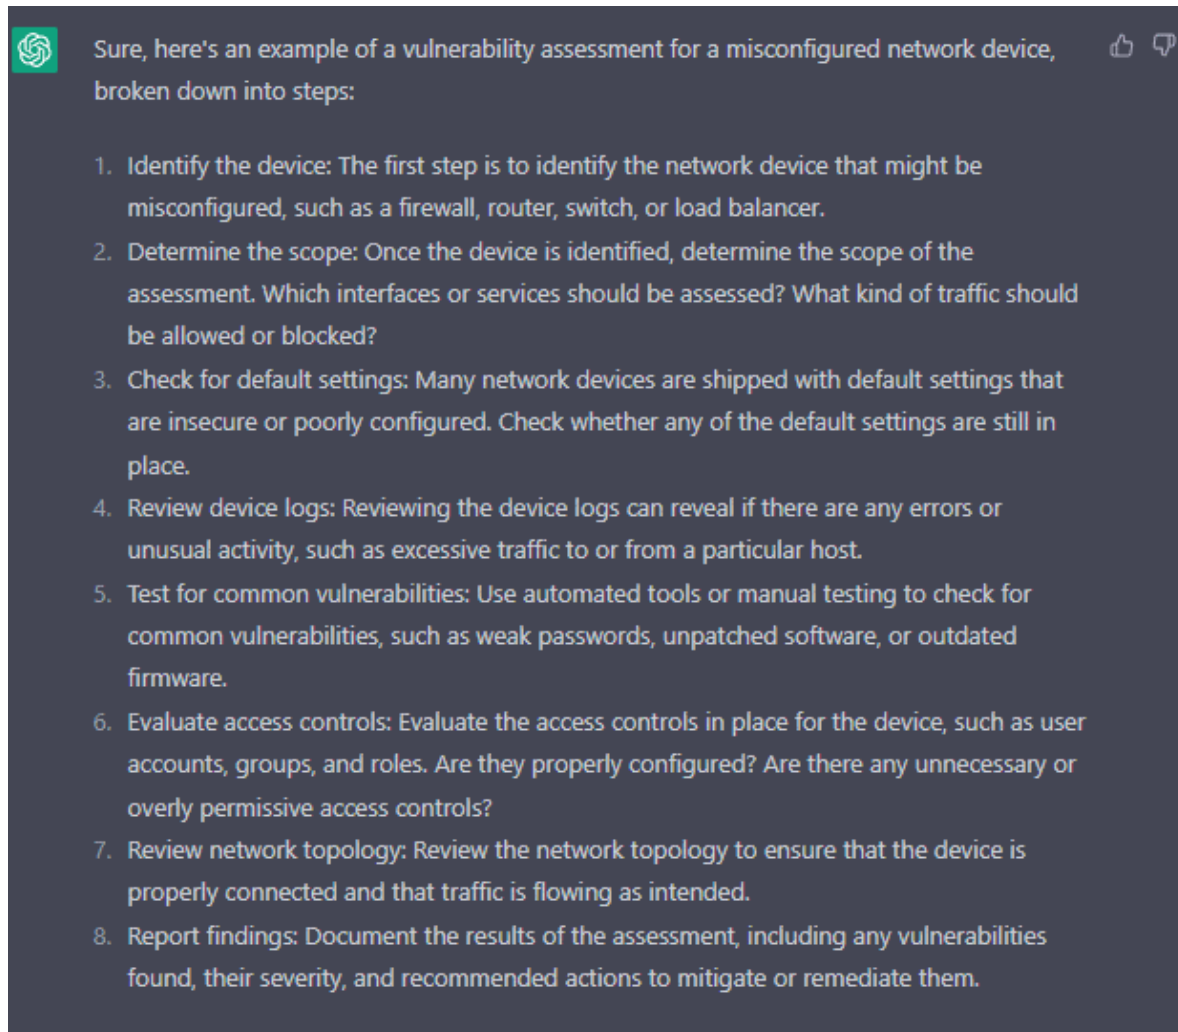 Sure, here's an example of a vulnerability assessment for a misconfigured network device,
broken down into steps:
1. Identify the device: The first step is to identify the network device that might be
misconfigured, such as a firewall, router, switch, or load balancer.
2. Determine the scope: Once the device is identified, determine the scope of the
assessment. Which interfaces or services should be assessed? What kind of traffic should
be allowed or blocked?
3. Check for default settings: Many network devices are shipped with default settings that
are insecure or poorly configured. Check whether any of the default settings are still in
place.
4. Review device logs: Reviewing the device logs can reveal if there are any errors or
unusual activity, such as excessive traffic to or from a particular host.
5. Test for common vulnerabilities: Use automated tools or manual testing to check for
common vulnerabilities, such as weak passwords, unpatched software, or outdated
firmware.
6. Evaluate access controls: Evaluate the access controls in place for the device, such as user
accounts, groups, and roles. Are they properly configured? Are there any unnecessary or
overly permissive access controls?
7. Review network topology: Review the network topology to ensure that the device is
properly connected and that traffic is flowing as intended.
8. Report findings: Document the results of the assessment, including any vulnerabilities
found, their severity, and recommended actions to mitigate or remediate them.